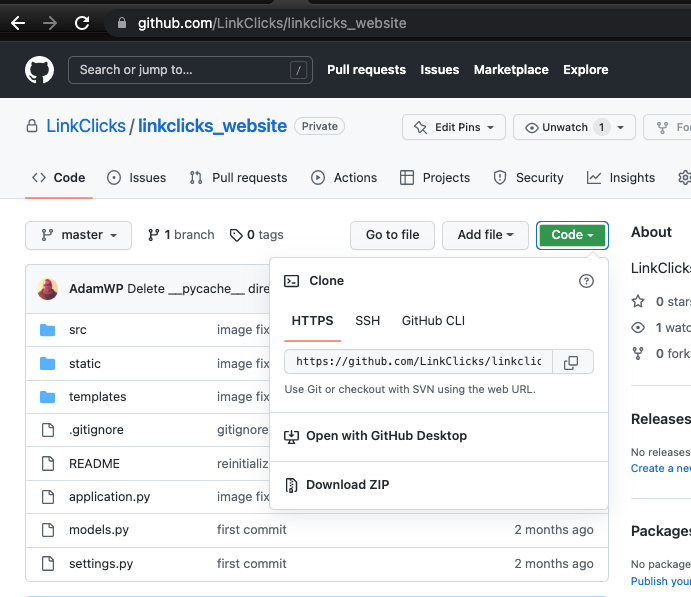 github.com/LinkClicks/linkclicks_website
Search or jump to... /
Pull requests Issues Marketplace Explore
LinkClicks / linkclicks_website Private
Edit Pins Unwatch 1
Code Issues Pull requests Actions Projects Security Insights
master 1 branch 0 tags Go to file Add file Code
About
AdamWP Delete __pycache__ dire
Clone
HTTPS SSH GitHub CLI
https://github.com/LinkClicks/linkclic
Use Git or checkout with SVN using the web URL.
Open with GitHub Desktop
Download ZIP
src image fix
static image fix
templates image fix
.gitignore gitignore
README reinitializ
application.py image fix
models.py first commit 2 months ago
settings.py first commit 2 months ago
LinkClicks
0 stars
1 watc
0 fork
Releases
No releases
Create a new
Packages
No package
Publish your